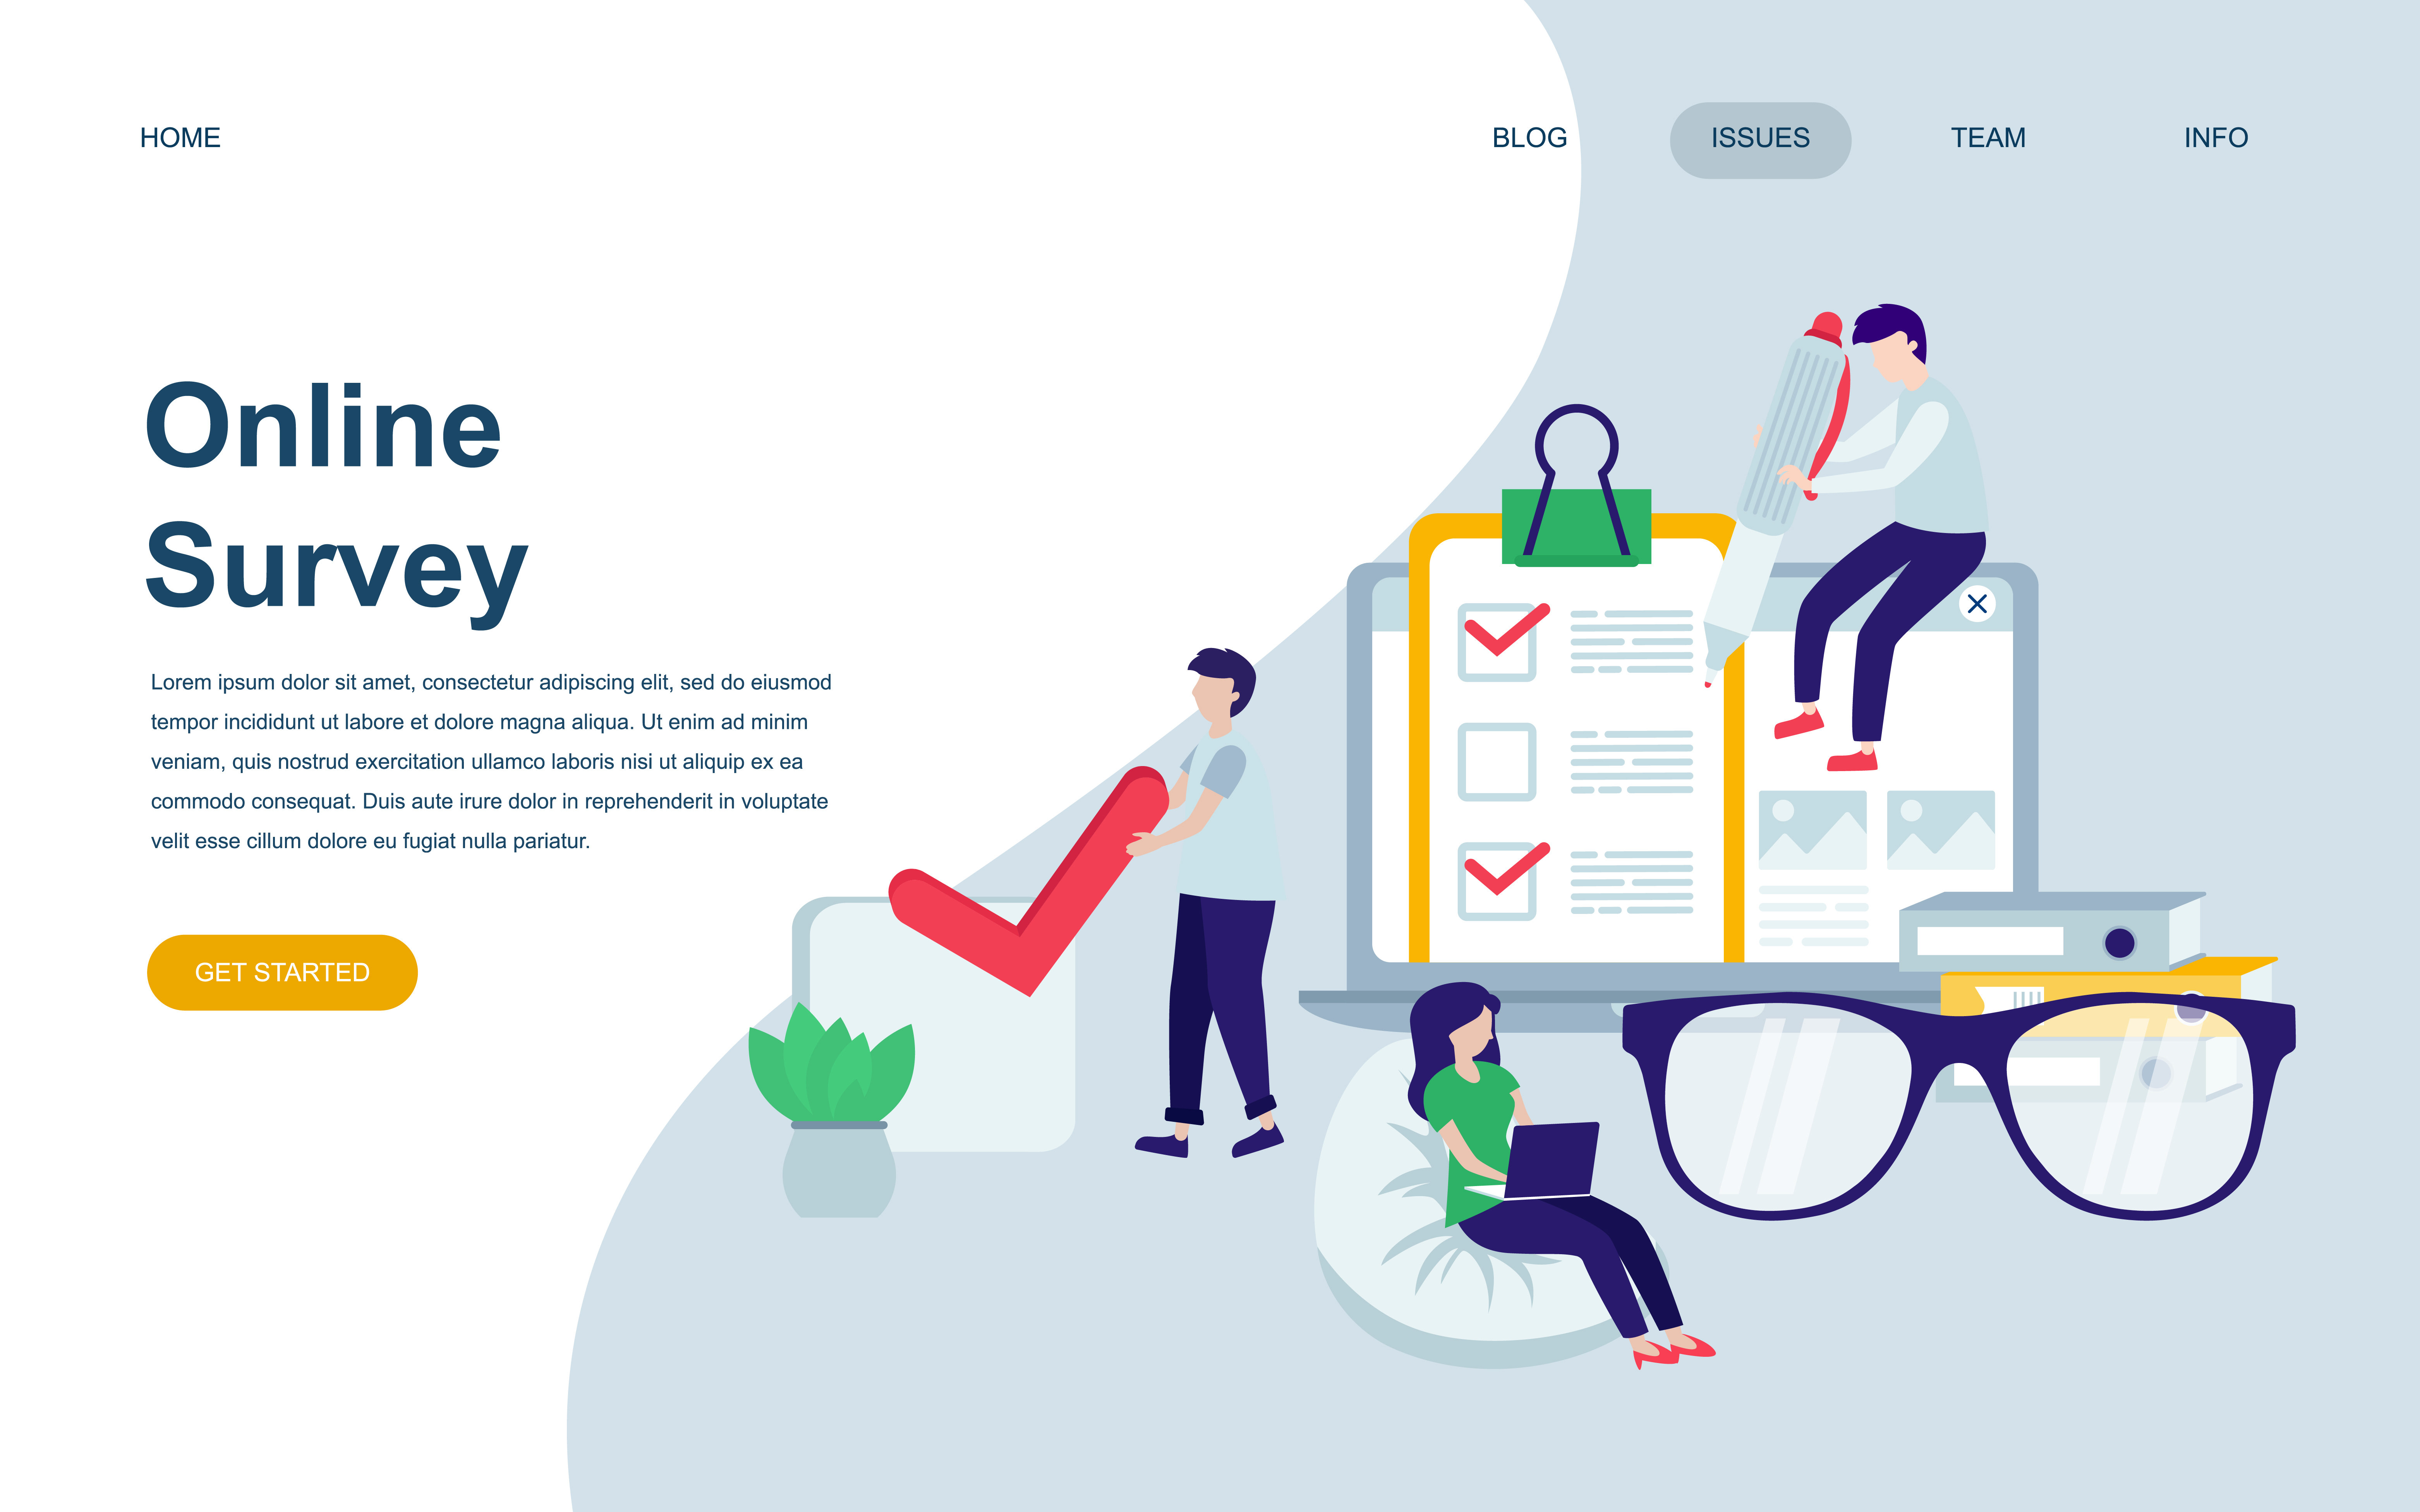 HOME
BLOG
ISSUES
TEAM
INFO
Online
Survey
Lorem ipsum dolor sit amet, consectetur adipiscing elit, sed do eiusmod
tempor incididunt ut labore et dolore magna aliqua. Ut enim ad minim
veniam, quis nostrud exercitation ullamco laboris nisi ut aliquip ex ea
commodo consequat. Duis aute irure dolor in reprehenderit in voluptate
velit esse cillum dolore eu fugiat nulla pariatur.
GET STARTED